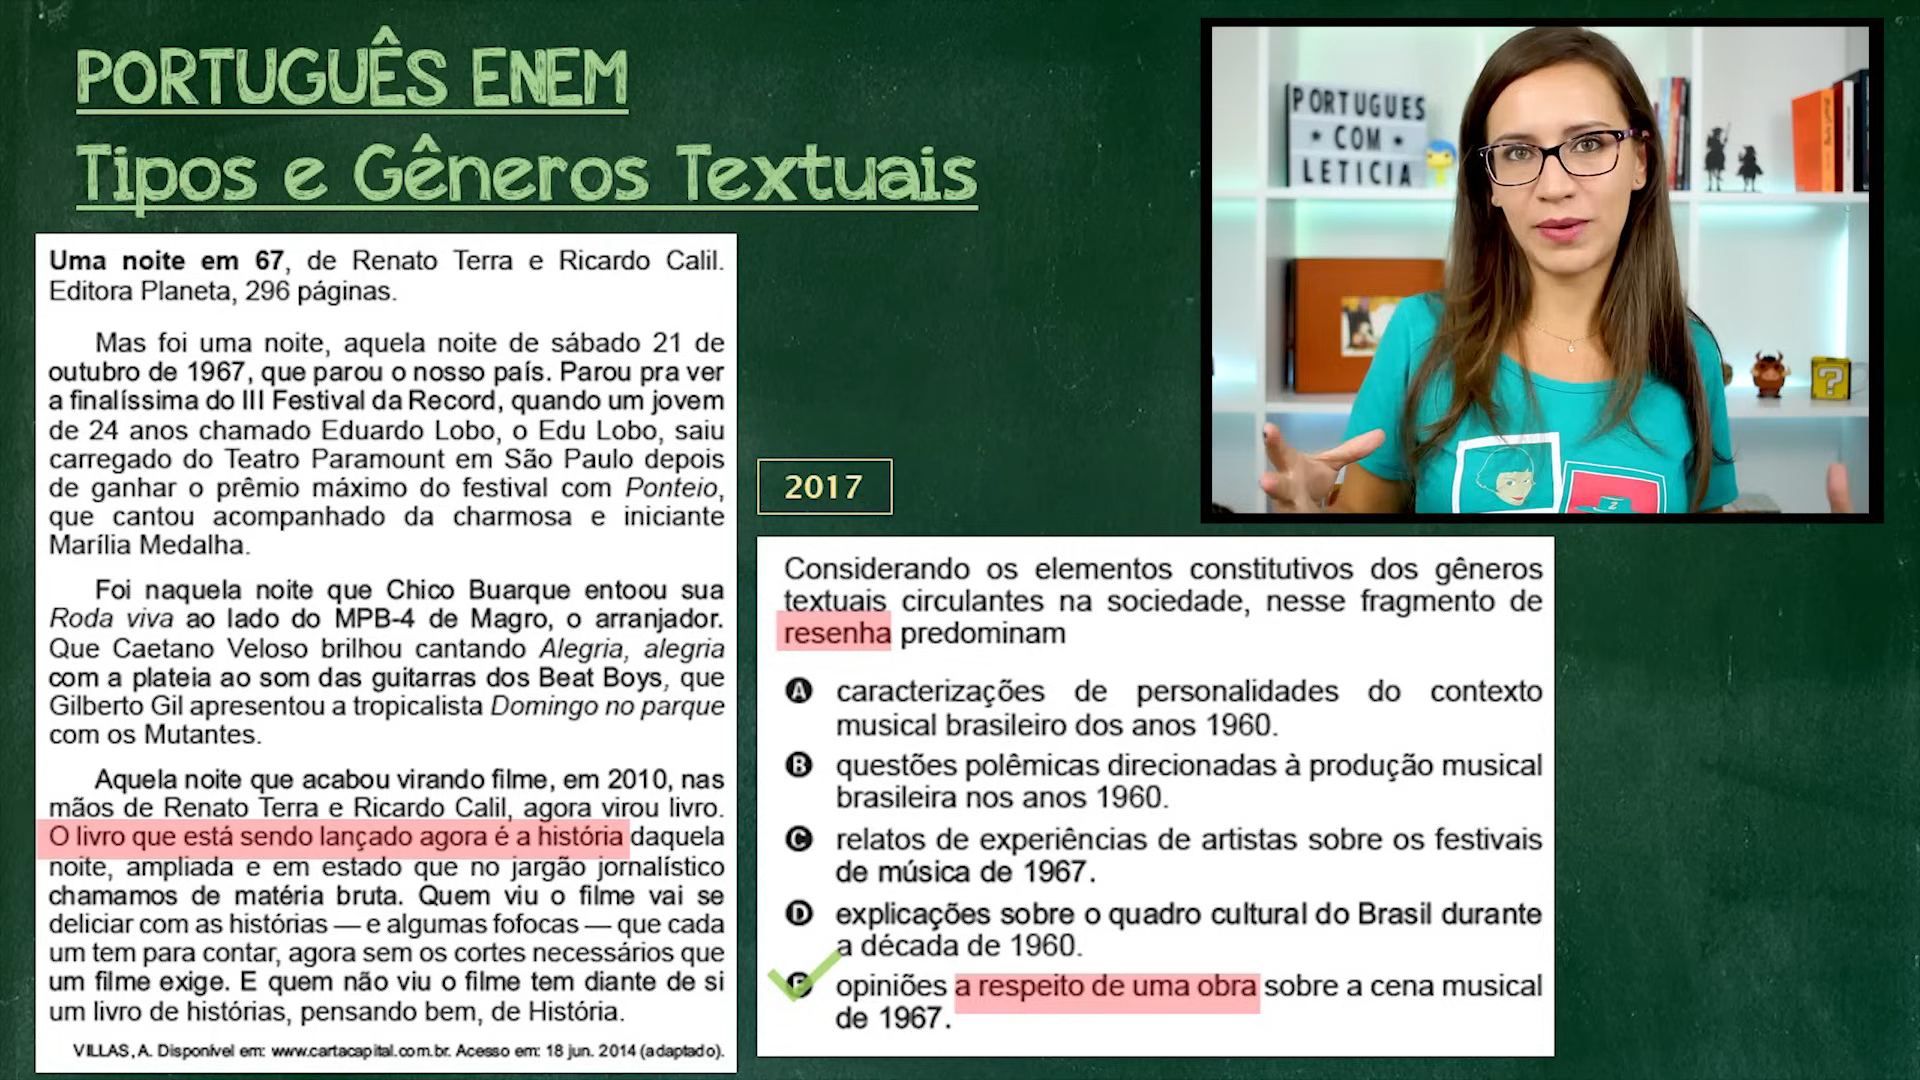 PORTUGUÊS ENEM
Tipos e Gêneros Textuais
PORTUGUES
COM
LETICIA
Uma noite em 67, de Renato Terra e Ricardo Calil.
Editora Planeta, 296 páginas.
Mas foi uma noite, aquela noite de sábado 21 de
outubro de 1967, que parou o nosso país. Parou pra ver
a finalíssima do III Festival da Record, quando um jovem
de 24 anos chamado Eduardo Lobo, o Edu Lobo, saiu
carregado do Teatro Paramount em São Paulo depois
de ganhar o prêmio máximo do festival com Ponteio,
que cantou acompanhado da charmosa e iniciante
Marília Medalha.
Foi naquela noite que Chico Buarque entoou sua
Roda viva ao lado do MPB-4 de Magro, o arranjador.
Que Caetano Veloso brilhou cantando Alegria, alegria
com a plateia ao som das guitarras dos Beat Boys, que
Gilberto Gil apresentou a tropicalista Domingo no parque
com os Mutantes.
Aquela noite que acabou virando filme, em 2010, nas
mãos de Renato Terra e Ricardo Calil, agora virou livro.
O livro que está sendo lançado agora é a história daquela
noite, ampliada e em estado que no jargão jornalístico
chamamos de matéria bruta. Quem viu o filme vai se
deliciar com as histórias — e algumas fofocas — que cada
um tem para contar, agora sem os cortes necessários que
um filme exige. E quem não viu o filme tem diante de si
um livro de histórias, pensando bem, de História.
VILLAS, A. Disponível em: www.cartacapital.com.br. Acesso em: 18 jun. 2014 (adaptado).
2017
Considerando os elementos constitutivos dos gêneros
textuais circulantes na sociedade, nesse fragmento de
resenha predominam
A caracterizações de personalidades do contexto
musical brasileiro dos anos 1960.
B questões polêmicas direcionadas à produção musical
brasileira nos anos 1960.
C relatos de experiências de artistas sobre os festivais
de música de 1967.
D explicações sobre o quadro cultural do Brasil durante
a década de 1960.
E opiniões a respeito de uma obra sobre a cena musical
de 1967.
?